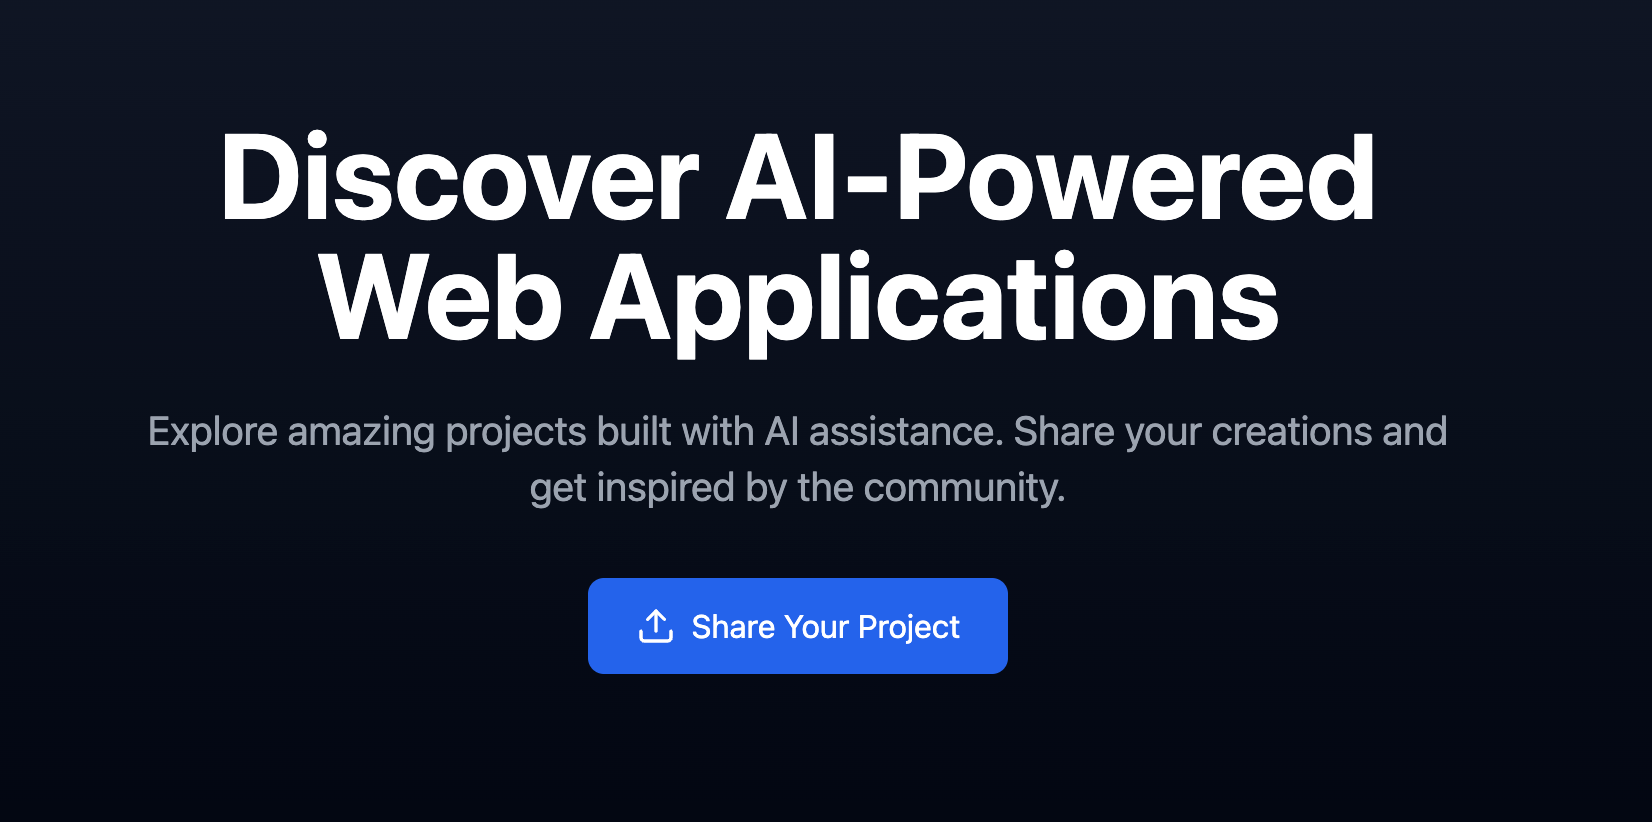 Discover AI-Powered
Web Applications
Explore amazing projects built with AI assistance. Share your creations and
get inspired by the community.
Share Your Project